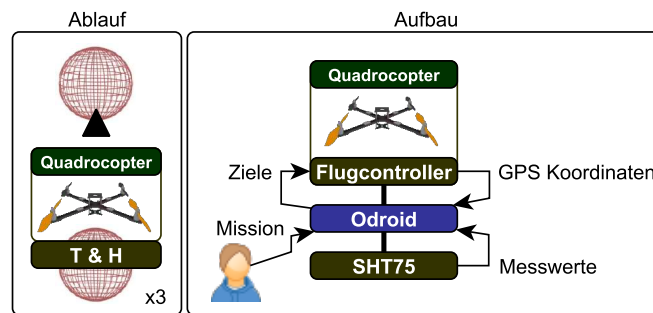 Ablauf
Quadrocopter
T & H
x3
Aufbau
Quadrocopter
Ziele
Flugcontroller
GPS Koordinaten
Mission
Odroid
SHT75
Messwerte